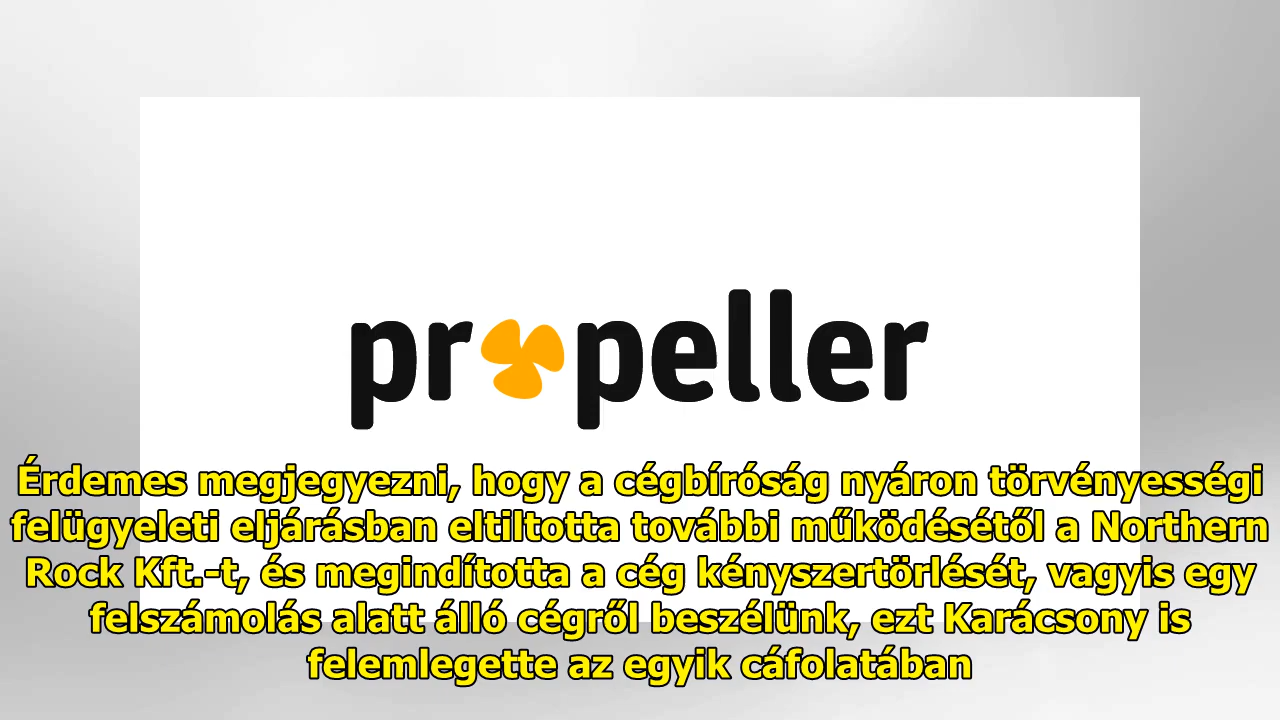 propeller
Érdemes megjegyezni, hogy a cégbíróság nyáron törvényességi
felügyeleti eljárásban eltiltotta további működésétől a Northern
Rock Kft.-t, és megindította a cég kényszertörlését, vagyis egy
felszámolás alatt álló cégről beszélünk, ezt Karácsony is
felemlegette az egyik cáfolatában